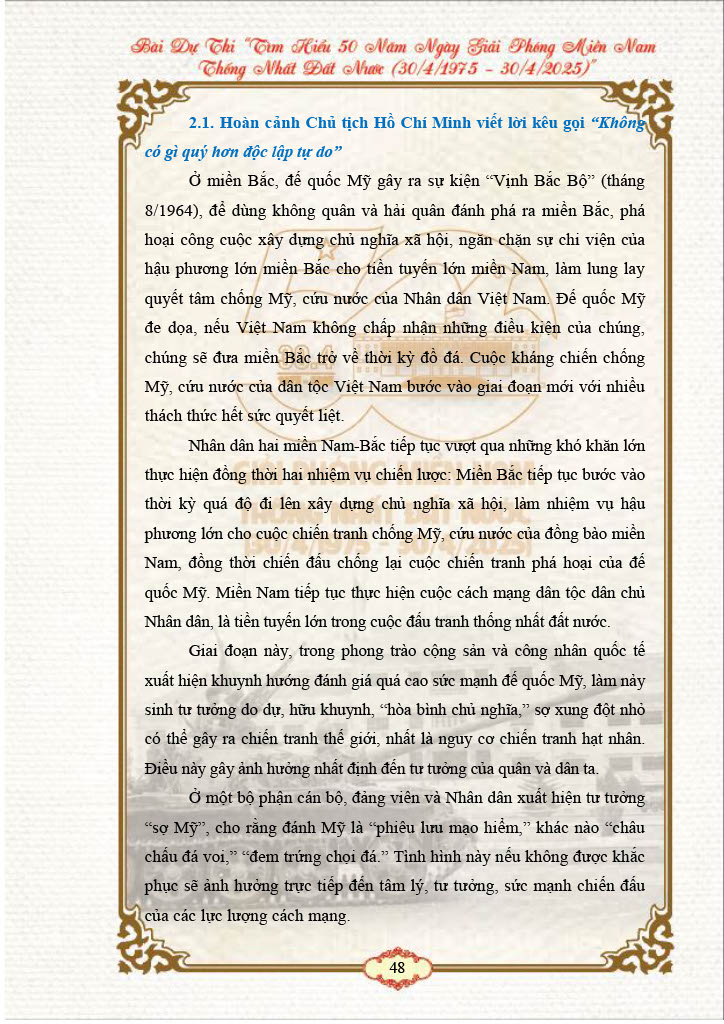 Bài Dự Thi “Tìm Hiểu 50 Năm Ngày Giải Phóng Miền Nam
Thống Nhất Đất Nước (30/4/1975 – 30/4/2025)”
2.1. Hoàn cảnh Chủ tịch Hồ Chí Minh viết lời kêu gọi “Không
có gì quý hơn độc lập tự do”
Ở miền Bắc, đế quốc Mỹ gây ra sự kiện “Vịnh Bắc Bộ” (tháng
8/1964), để dùng không quân và hải quân đánh phá ra miền Bắc, phá
hoại công cuộc xây dựng chủ nghĩa xã hội, ngăn chặn sự chi viện của
hậu phương lớn miền Bắc cho tiền tuyến lớn miền Nam, làm lung lay
quyết tâm chống Mỹ, cứu nước của Nhân dân Việt Nam. Đế quốc Mỹ
đe dọa, nếu Việt Nam không chấp nhận những điều kiện của chúng,
chúng sẽ đưa miền Bắc trở về thời kỳ đồ đá. Cuộc kháng chiến chống
Mỹ, cứu nước của dân tộc Việt Nam bước vào giai đoạn mới với nhiều
thách thức hết sức quyết liệt.
Nhân dân hai miền Nam-Bắc tiếp tục vượt qua những khó khăn lớn
thực hiện đồng thời hai nhiệm vụ chiến lược: Miền Bắc tiếp tục bước vào
thời kỳ quá độ đi lên xây dựng chủ nghĩa xã hội, làm nhiệm vụ hậu
phương lớn cho cuộc chiến tranh chống Mỹ, cứu nước của đồng bào miền
Nam, đồng thời chiến đấu chống lại cuộc chiến tranh phá hoại của đế
quốc Mỹ. Miền Nam tiếp tục thực hiện cuộc cách mạng dân tộc dân chủ
Nhân dân, là tiền tuyến lớn trong cuộc đấu tranh thống nhất đất nước.
Giai đoạn này, trong phong trào cộng sản và công nhân quốc tế
xuất hiện khuynh hướng đánh giá quá cao sức mạnh đế quốc Mỹ, làm nảy
sinh tư tưởng do dự, hữu khuynh, “hòa bình chủ nghĩa,” sợ xung đột nhỏ
có thể gây ra chiến tranh thế giới, nhất là nguy cơ chiến tranh hạt nhân.
Điều này gây ảnh hưởng nhất định đến tư tưởng của quân và dân ta.
Ở một bộ phận cán bộ, đảng viên và Nhân dân xuất hiện tư tưởng
“sợ Mỹ”, cho rằng đánh Mỹ là “phiêu lưu mạo hiểm,” khác nào “châu
chấu đá voi,” “đem trứng chọi đá.” Tình hình này nếu không được khắc
phục sẽ ảnh hưởng trực tiếp đến tâm lý, tư tưởng, sức mạnh chiến đấu
của các lực lượng cách mạng.
50
30.4
GIẢI PHÓNG MIỀN NAM
THỐNG NHẤT ĐẤT NƯỚC
(30/4/1975 - 30/4/2025)
48